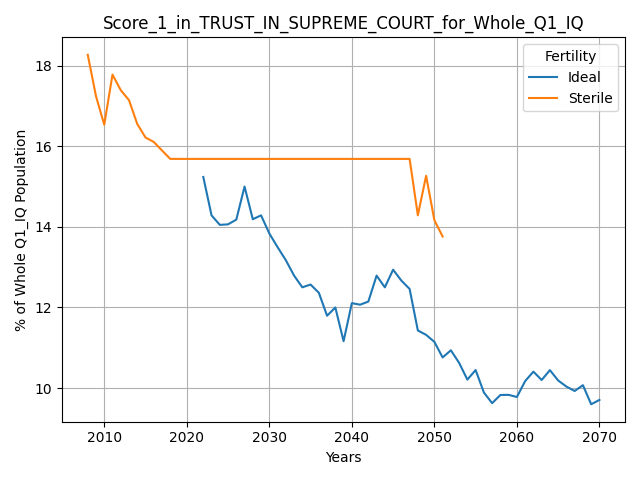 Score_1_in_TRUST_IN_SUPREME_COURT_for_Whole_Q1_IQ
Fertility
Ideal
Sterile
% of Whole Q1_IQ Population
18
16
14
12
10
2010 2020 2030 2040 2050 2060 2070
Years